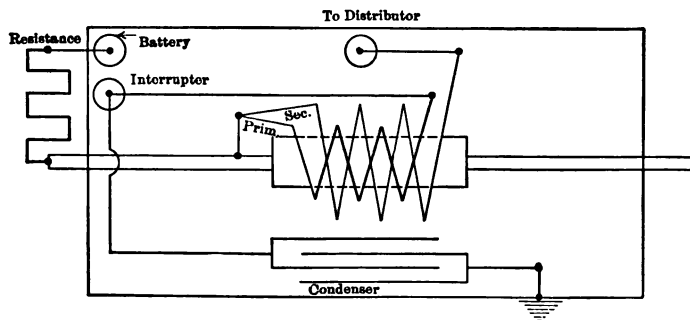 To Distributor
Resistance
Battery
Interrupter
Sec.
Prim.
Condenser